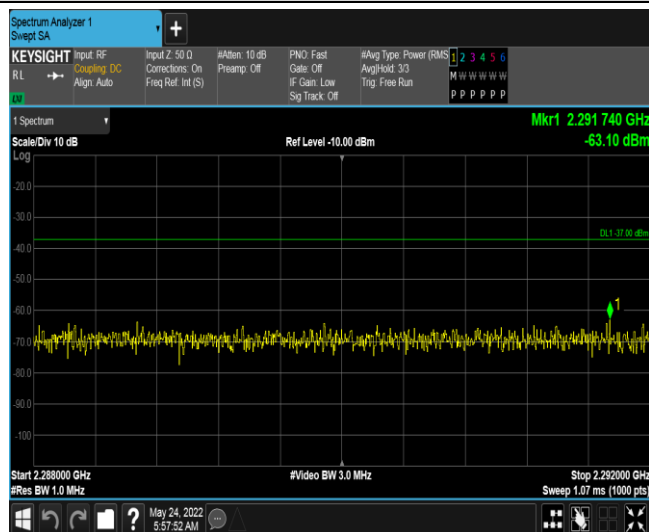 Spectrum Analyzer 1
Swept SA
+
KEYSIGHT
RL
LXI
Input: RF
Coupling: DC
Align: Auto
Input Z: 50 Ω
Corrections: On
Freq Ref: Int (S)
#Atten: 10 dB
Preamp: Off
PNO: Fast
Gate: Off
IF Gain: Low
Sig Track: Off
#Avg Type: Power (RMS
Avg|Hold: 3/3
Trig: Free Run
1 2 3 4 5 6
M W W W W W
P P P P P P
1 Spectrum
Mkr1 2.291 740 GHz
-63.10 dBm
Scale/Div 10 dB
Ref Level -10.00 dBm
Log
-20.0
-30.0
DL1 -37.00 dBm
-40.0
-50.0
-60.0
1
-70.0
-80.0
-90.0
-100
Start 2.288000 GHz
#Video BW 3.0 MHz
Stop 2.292000 GHz
#Res BW 1.0 MHz
Sweep 1.07 ms (1000 pts)
?
May 24, 2022
5:57:52 AM